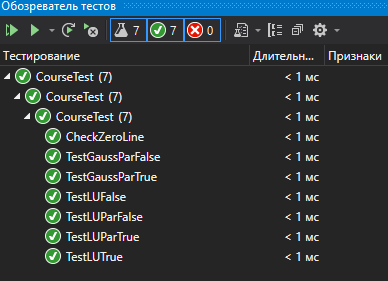 Обозреватель тестов
7 7 0
Тестирование Длительн... Признаки
CourseTest (7) < 1 мс
CourseTest (7) < 1 мс
CourseTest (7) < 1 мс
CheckZeroLine < 1 мс
TestGaussParFalse < 1 мс
TestGaussParTrue < 1 мс
TestLUFalse < 1 мс
TestLUParFalse < 1 мс
TestLUParTrue < 1 мс
TestLUTrue < 1 мс